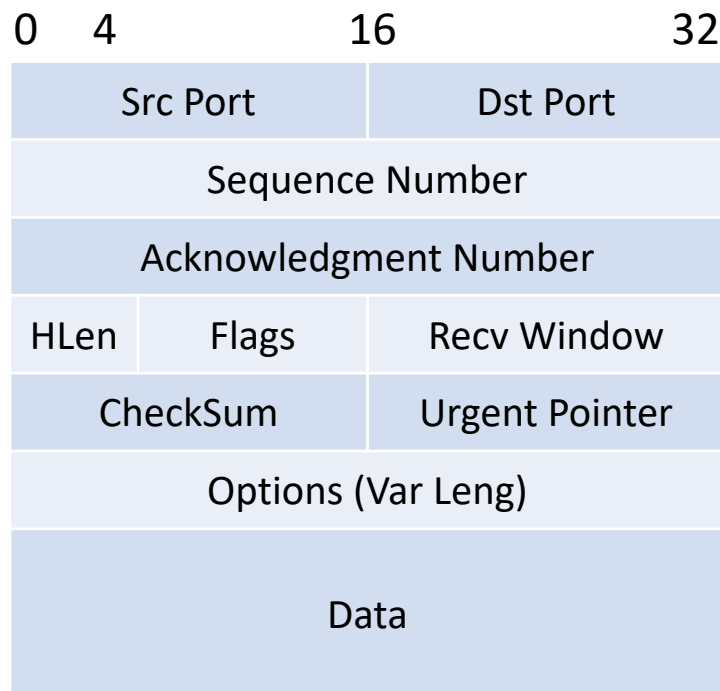 0 4 16 32
Src Port Dst Port
Sequence Number
Acknowledgment Number
HLen Flags Recv Window
CheckSum Urgent Pointer
Options (Var Leng)
Data